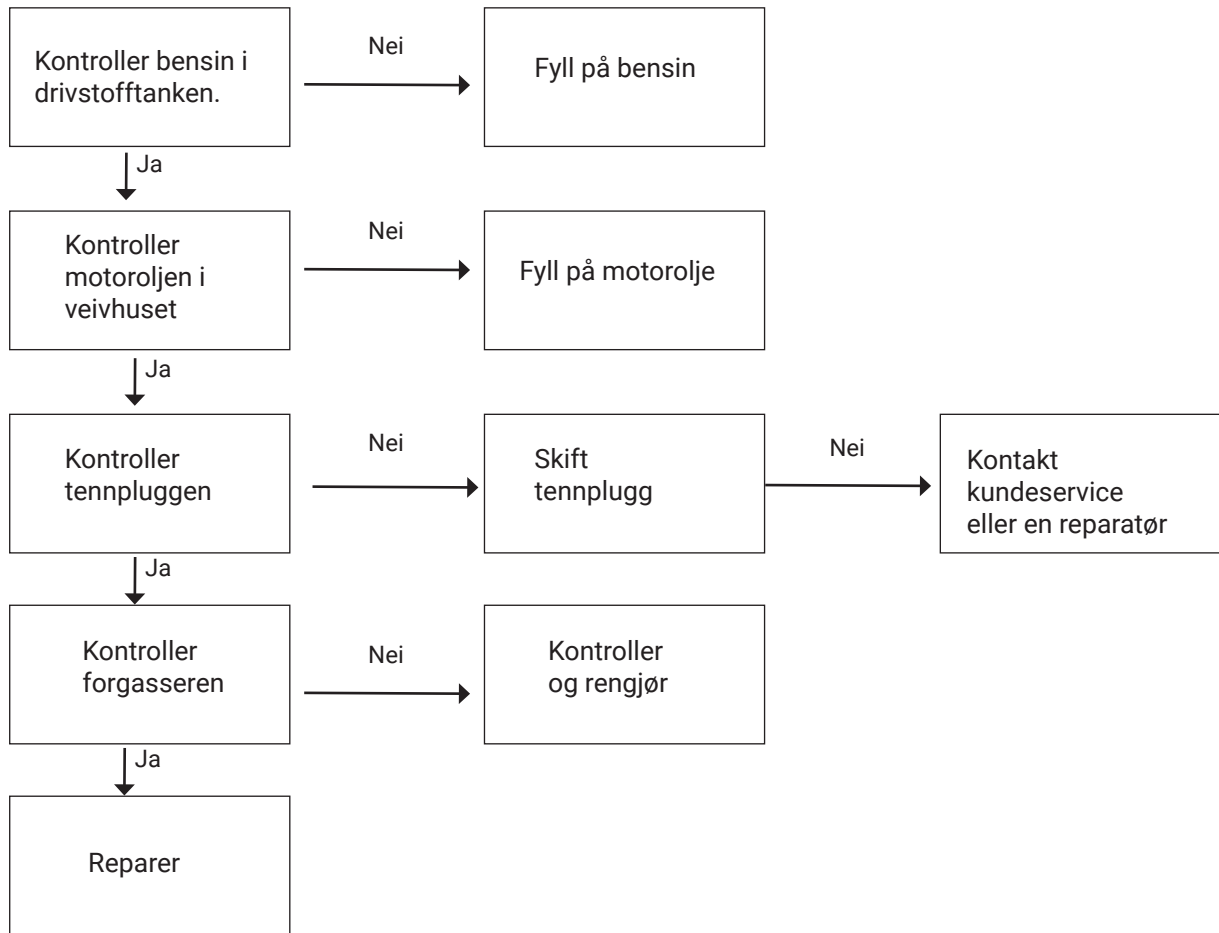 Kontroller bensin i
drivstofftanken.
Nei
Fyll på bensin
Ja
Kontroller
motoroljen i
veivhuset
Nei
Fyll på motorolje
Ja
Kontroller
tennpluggen
Nei
Skift
tennplugg
Nei
Kontakt
kundeservice
eller en reparatør
Ja
Kontroller
forgasseren
Nei
Kontroller
og rengjør
Ja
Reparer